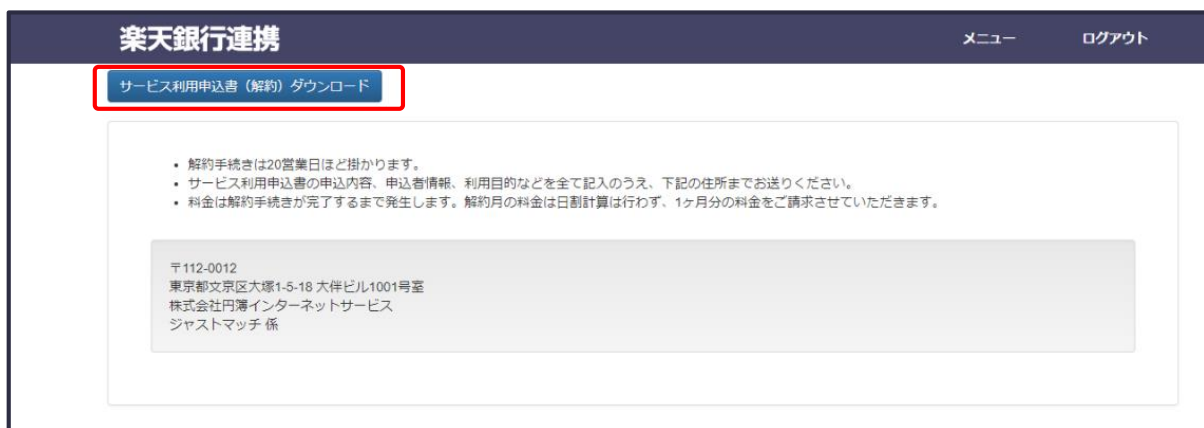 楽天銀行連携
メニュー
ログアウト
サービス利用申込書（解約）ダウンロード
• 解約手続きは20営業日ほど掛かります。
• サービス利用申込書の申込内容、申込者情報、利用目的などを全て記入のうえ、下記の住所までお送りください。
• 料金は解約手続きが完了するまで発生します。解約月の料金は日割計算は行わず、1ヶ月分の料金をご請求させていただきます。
〒112-0012
東京都文京区大塚1-5-18 大伴ビル1001号室
株式会社円簿インターネットサービス
ジャストマッチ 係